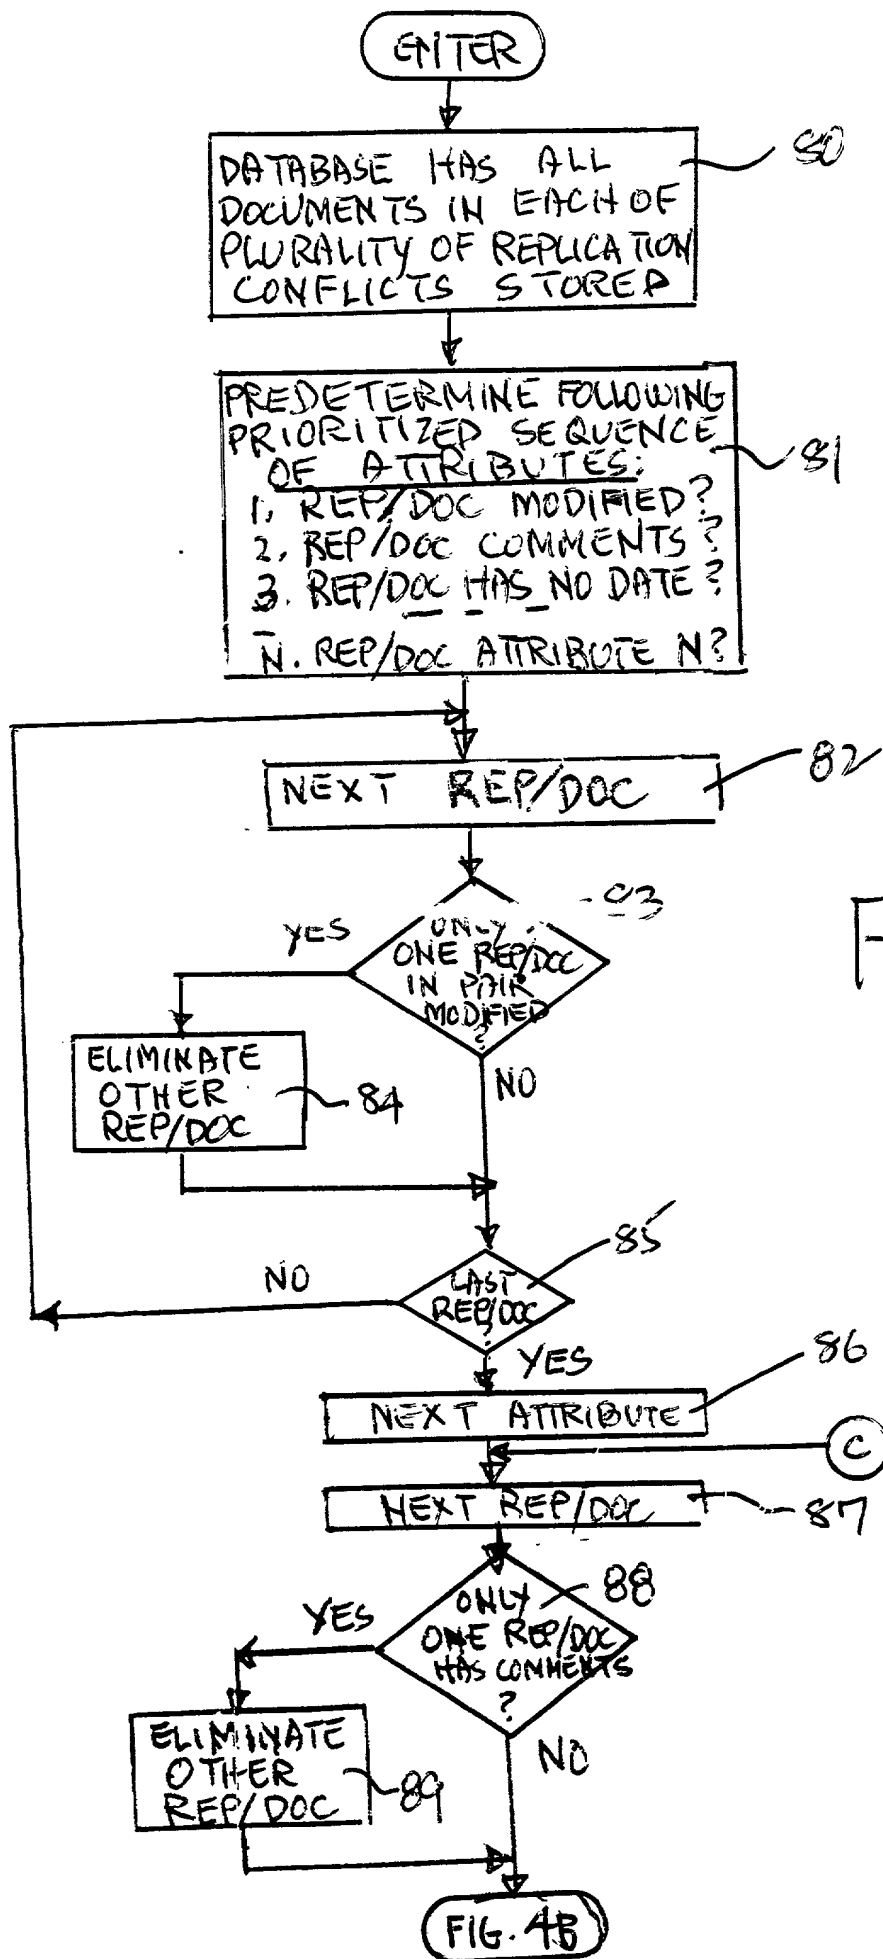 ENTER
DATABASE HAS ALL
DOCUMENTS IN EACH OF
PLURALITY OF REPLICATION
CONFLICTS STORED
80
PREDETERMINE FOLLOWING
PRIORITIZED SEQUENCE
OF ATTRIBUTES:
1. REP/DOC MODIFIED?
2. REP/DOC COMMENTS?
3. REP/DOC HAS NO DATE?
N. REP/DOC ATTRIBUTE N?
81
NEXT REP/DOC
82
ONLY
ONE REP/DOC
IN PAIR
MODIFIED
?
83
YES
NO
ELIMINATE
OTHER
REP/DOC
84
LAST
REP/DOC
?
85
NO
YES
NEXT ATTRIBUTE
86
C
NEXT REP/DOC
87
ONLY
ONE REP/DOC
HAS COMMENTS
?
88
YES
NO
ELIMINATE
OTHER
REP/DOC
89
FIG. 4B
F